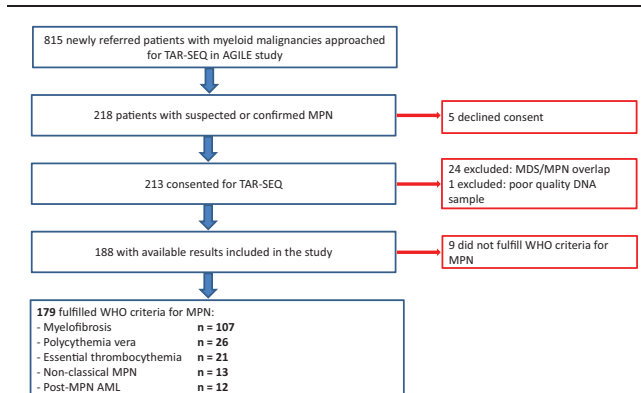 815 newly referred patients with myeloid malignancies approached
for TAR-SEQ in AGILE study
218 patients with suspected or confirmed MPN
5 declined consent
213 consented for TAR-SEQ
24 excluded: MDS/MPN overlap
1 excluded: poor quality DNA
sample
188 with available results included in the study
9 did not fulfill WHO criteria for
MPN
179 fulfilled WHO criteria for MPN:
- Myelofibrosis n = 107
- Polycythemia vera n = 26
- Essential thrombocythemia n = 21
- Non-classical MPN n = 13
- Post-MPN AML n = 12